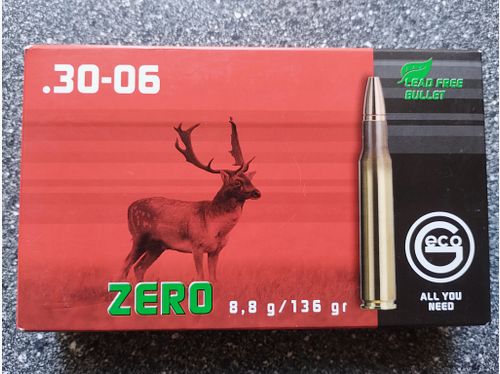 .30-06
LEAD FREE
BULLET
Geco
ALL YOU
NEED
ZERO
8,8 g/136 gr